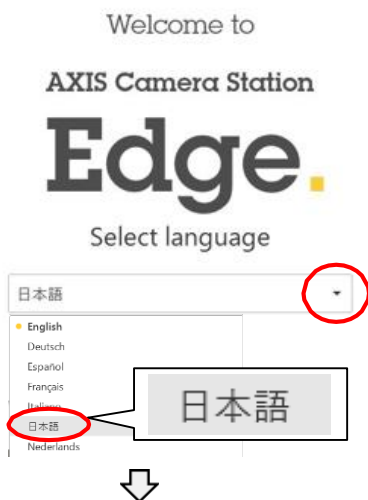 Welcome to
AXIS Camera Station
Edge.
Select language
日本語
English
Deutsch
Español
Français
Italiano
日本語
日本語
Nederlands